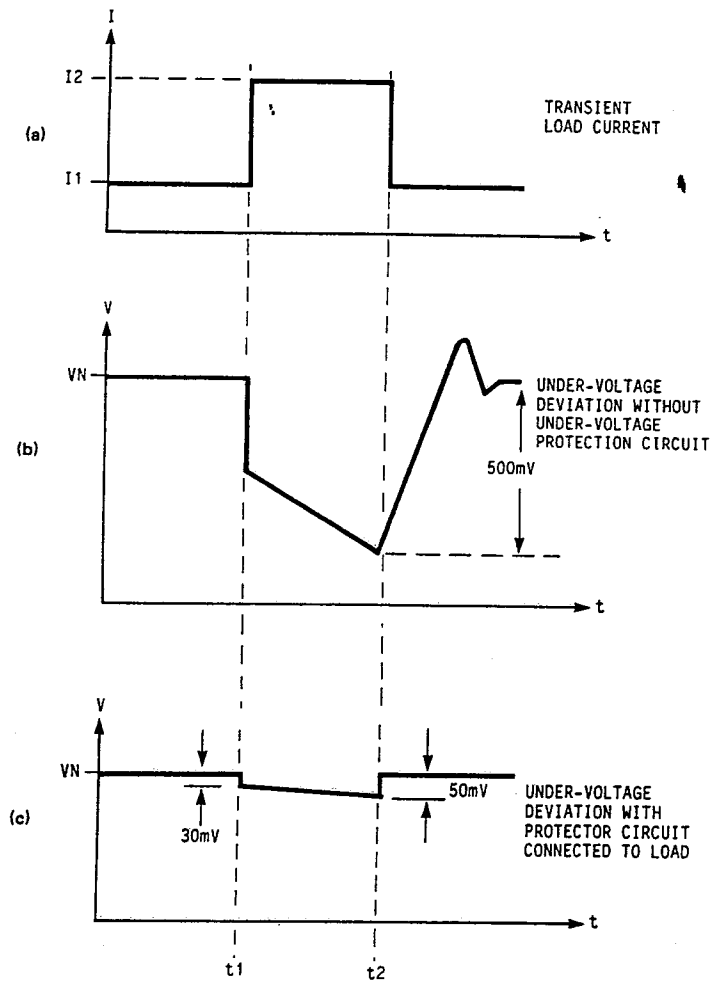 I
I2
(a)
TRANSIENT
LOAD CURRENT
I1
t
V
VN
UNDER-VOLTAGE
DEVIATION WITHOUT
UNDER-VOLTAGE
PROTECTION CIRCUIT
(b)
500mV
t
V
VN
50mV
UNDER-VOLTAGE
DEVIATION WITH
PROTECTOR CIRCUIT
CONNECTED TO LOAD
(c)
30mV
t
t1
t2